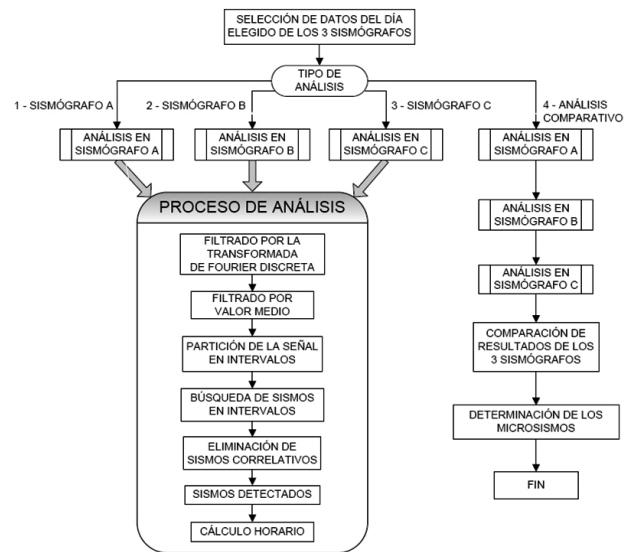 SELECCIÓN DE DATOS DEL DÍA
ELEGIDO DE LOS 3 SISMÓGRAFOS
TIPO DE
ANÁLISIS
1 - SISMÓGRAFO A
2 - SISMÓGRAFO B
3 - SISMÓGRAFO C
4 - ANÁLISIS
COMPARATIVO
ANÁLISIS EN
SISMÓGRAFO A
ANÁLISIS EN
SISMÓGRAFO B
ANÁLISIS EN
SISMÓGRAFO C
ANÁLISIS EN
SISMÓGRAFO A
PROCESO DE ANÁLISIS
FILTRADO POR LA
TRANSFORMADA
DE FOURIER DISCRETA
FILTRADO POR
VALOR MEDIO
PARTICIÓN DE LA SEÑAL
EN INTERVALOS
BÚSQUEDA DE SISMOS
EN INTERVALOS
ELIMINACIÓN DE
SISMOS CORRELATIVOS
SISMOS DETECTADOS
CÁLCULO HORARIO
ANÁLISIS EN
SISMÓGRAFO B
ANÁLISIS EN
SISMÓGRAFO C
COMPARACIÓN DE
RESULTADOS DE LOS
3 SISMÓGRAFOS
DETERMINACIÓN DE LOS
MICROSISMOS
FIN